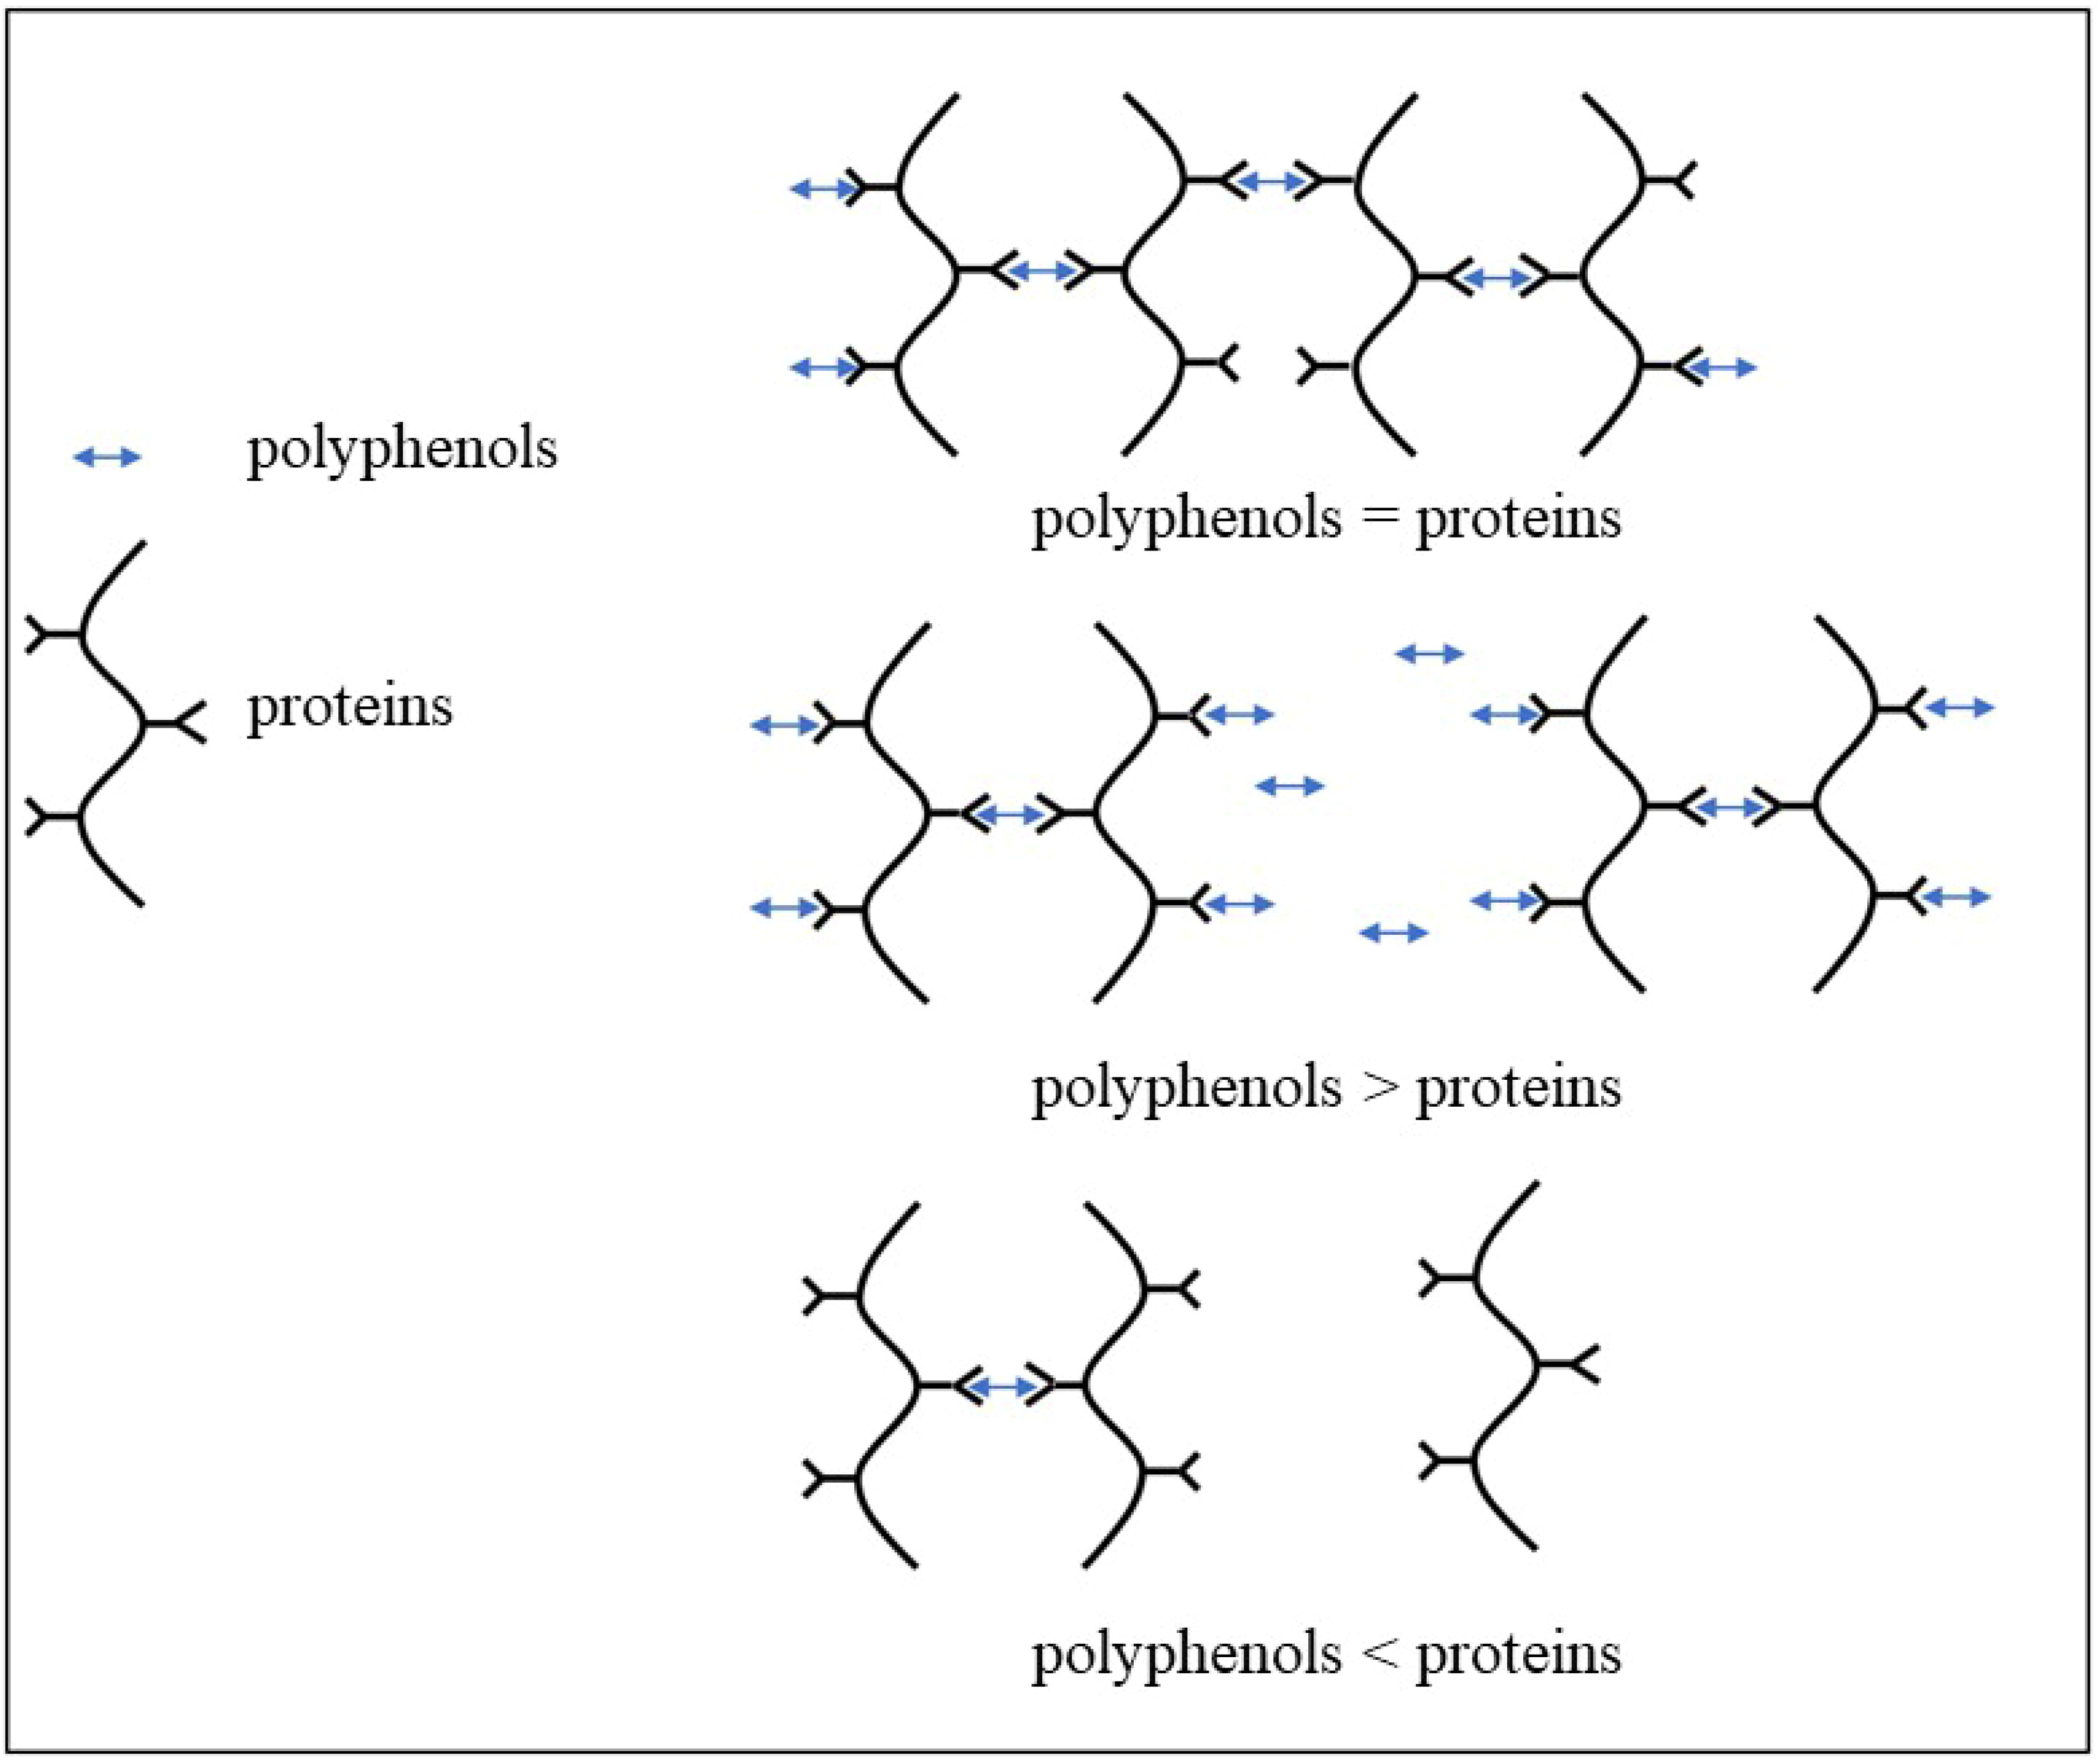 polyphenols
proteins
polyphenols = proteins
polyphenols > proteins
polyphenols < proteins